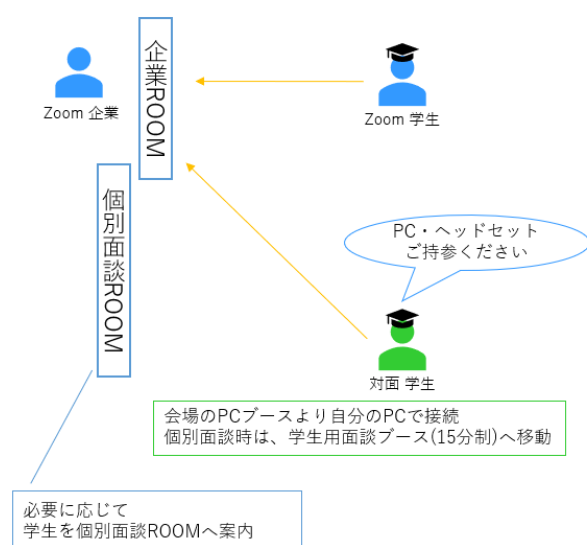 企業ROOM
Zoom 企業
Zoom 学生
個別面談ROOM
PC・ヘッドセット
ご持参ください
対面 学生
会場のPCブースより自分のPCで接続
個別面談時は、学生用面談ブース(15分制)へ移動
必要に応じて
学生を個別面談ROOMへ案内